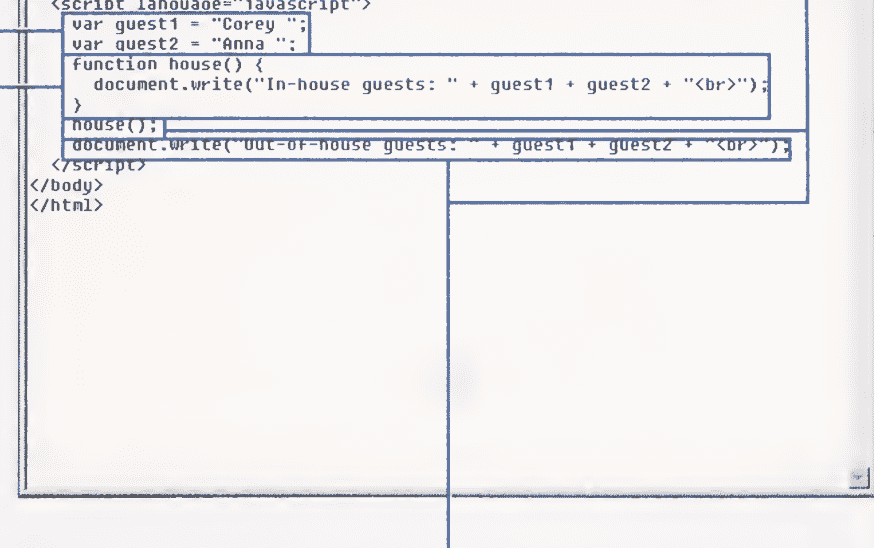 <script language="javascript">
var guest1 = "Corey ";
var guest2 = "Anna ";
function house() {
document.write("In-house guests: " + guest1 + guest2 + "<br>");
}
house();
document.write("Out-of-house guests: " + guest1 + guest2 + "<br>");
</script>
</body>
</html>